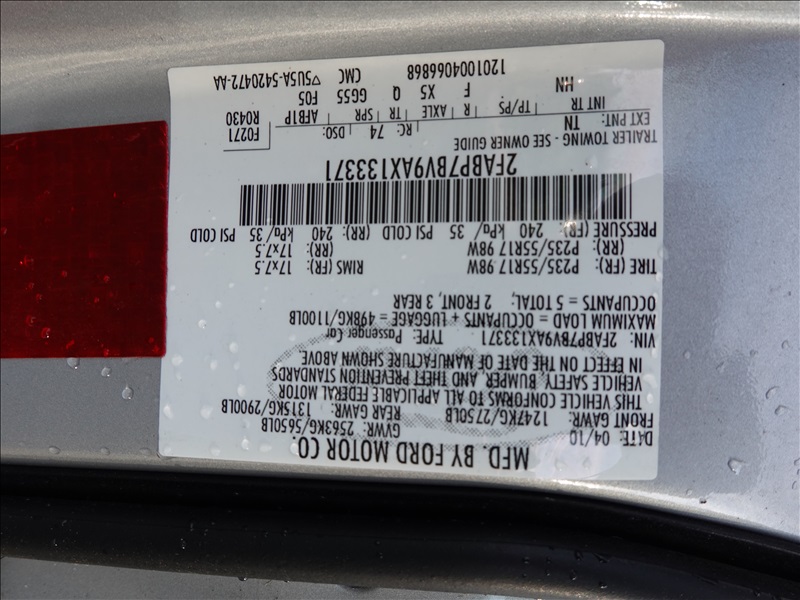 MFD. BY FORD MOTOR CO.
DATE: 04/10 GVWR: 2563KG/5650LB
FRONT GAWR: 1247KG/2750LB REAR GAWR: 1315KG/2900LB
THIS VEHICLE CONFORMS TO ALL APPLICABLE FEDERAL MOTOR
VEHICLE SAFETY, BUMPER, AND THEFT PREVENTION STANDARDS
IN EFFECT ON THE DATE OF MANUFACTURE SHOWN ABOVE.
VIN: 2FABP7BV9AX133371 TYPE: Passenger Car
MAXIMUM LOAD = OCCUPANTS + LUGGAGE = 498KG/1100LB
OCCUPANTS = 5 TOTAL; 2 FRONT, 3 REAR
TIRE (FR): P235/55R17 98W RIMS (FR): 17x7.5
(RR): P235/55R17 98W (RR): 17x7.5
PRESSURE (FR): 240 kPa/ 35 PSI COLD (RR): 240 kPa/ 35 PSI COLD
2FABP7BV9AX133371
TRAILER TOWING - SEE OWNER GUIDE
EXT PNT: TN RC: 74 DSO: F0271
INT TR TP/PS R AXLE TR SPR AFB1P R0430
HN F X5 Q GG55 F05
1201004066868 CMC ▽5U5A-5420472-AA